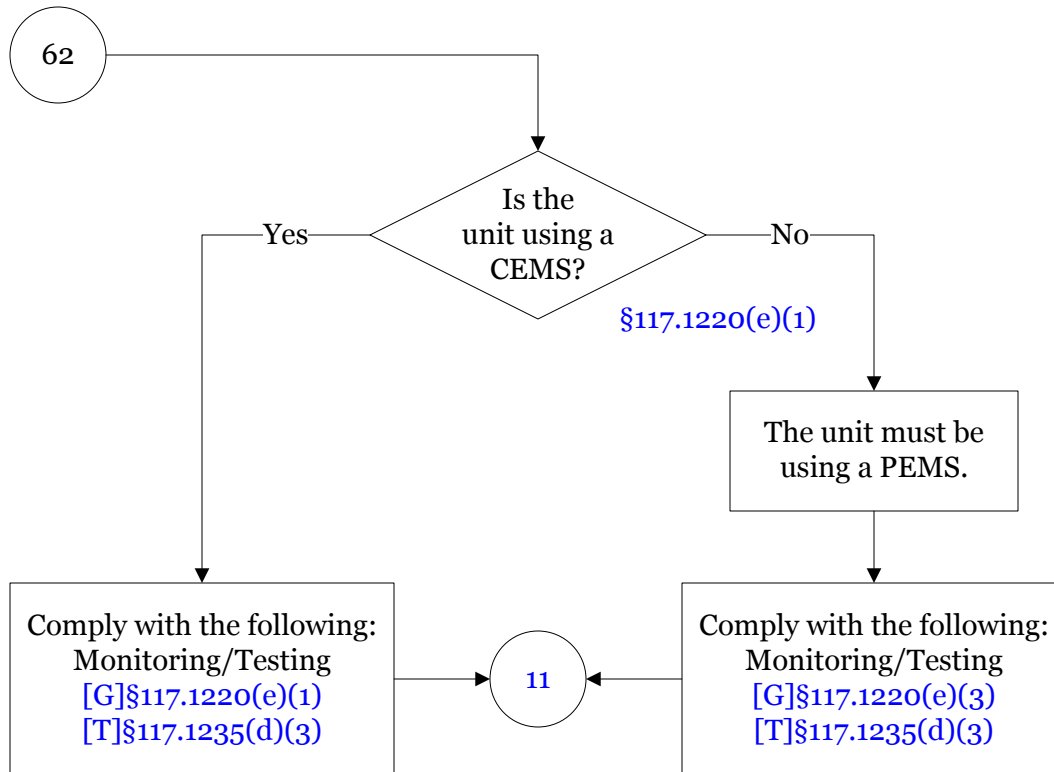 62
Is the
unit using a
CEMS?
Yes
No
§117.1220(e)(1)
The unit must be
using a PEMS.
Comply with the following:
Monitoring/Testing
[G]§117.1220(e)(1)
[T]§117.1235(d)(3)
11
Comply with the following:
Monitoring/Testing
[G]§117.1220(e)(3)
[T]§117.1235(d)(3)